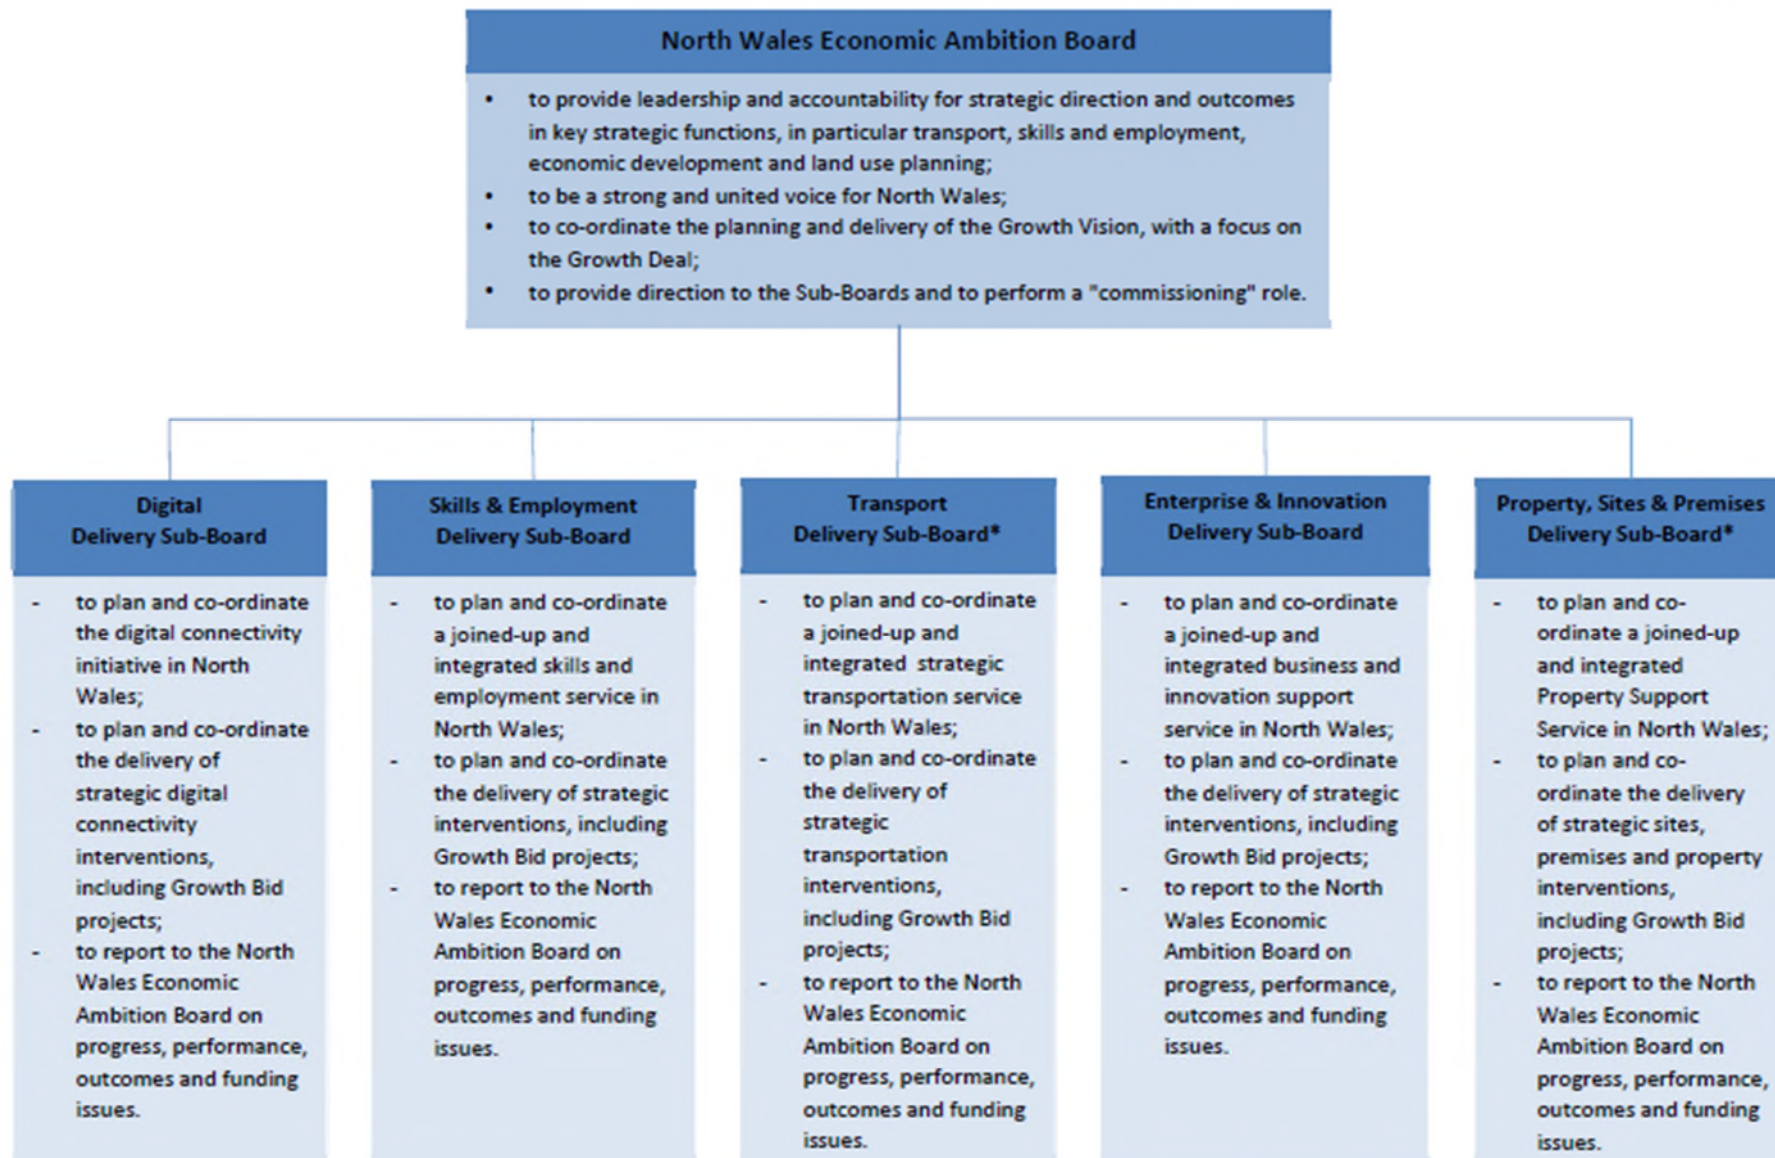 North Wales Economic Ambition Board
• to provide leadership and accountability for strategic direction and outcomes
in key strategic functions, in particular transport, skills and employment,
economic development and land use planning;
• to be a strong and united voice for North Wales;
• to co-ordinate the planning and delivery of the Growth Vision, with a focus on
the Growth Deal;
• to provide direction to the Sub-Boards and to perform a "commissioning" role.
Digital
Delivery Sub-Board
- to plan and co-ordinate
the digital connectivity
initiative in North
Wales;
- to plan and co-ordinate
the delivery of
strategic digital
connectivity
interventions,
including Growth Bid
projects;
- to report to the North
Wales Economic
Ambition Board on
progress, performance,
outcomes and funding
issues.
Skills & Employment
Delivery Sub-Board
- to plan and co-ordinate
a joined-up and
integrated skills and
employment service in
North Wales;
- to plan and co-ordinate
the delivery of strategic
interventions, including
Growth Bid projects;
- to report to the North
Wales Economic
Ambition Board on
progress, performance,
outcomes and funding
issues.
Transport
Delivery Sub-Board*
- to plan and co-ordinate
a joined-up and
integrated strategic
transportation service
in North Wales;
- to plan and co-ordinate
the delivery of
strategic
transportation
interventions,
including Growth Bid
projects;
- to report to the North
Wales Economic
Ambition Board on
progress, performance,
outcomes and funding
issues.
Enterprise & Innovation
Delivery Sub-Board
- to plan and co-ordinate
a joined-up and
integrated business and
innovation support
service in North Wales;
- to plan and co-ordinate
the delivery of strategic
interventions, including
Growth Bid projects;
- to report to the North
Wales Economic
Ambition Board on
progress, performance,
outcomes and funding
issues.
Property, Sites & Premises
Delivery Sub-Board*
- to plan and co-
ordinate a joined-up
and integrated
Property Support
Service in North Wales;
- to plan and co-
ordinate the delivery
of strategic sites,
premises and property
interventions,
including Growth Bid
projects;
- to report to the North
Wales Economic
Ambition Board on
progress, performance,
outcomes and funding
issues.